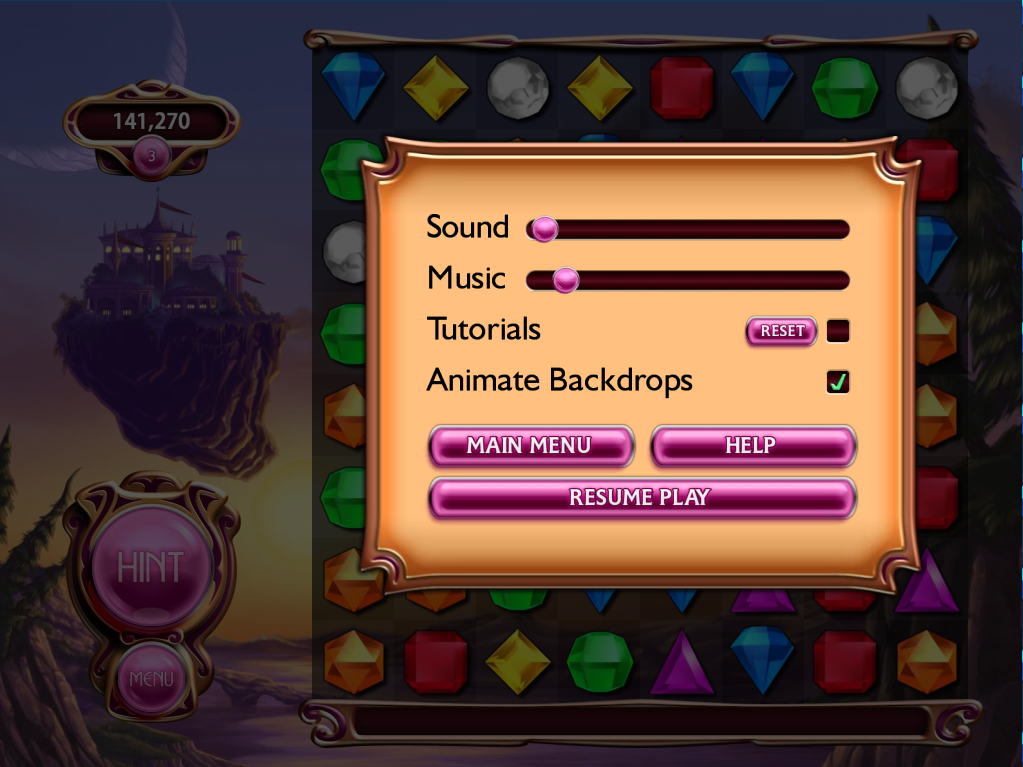 141,270
3
Sound
Music
Tutorials
RESET
Animate Backdrops
MAIN MENU
HELP
RESUME PLAY
HINT
MENU